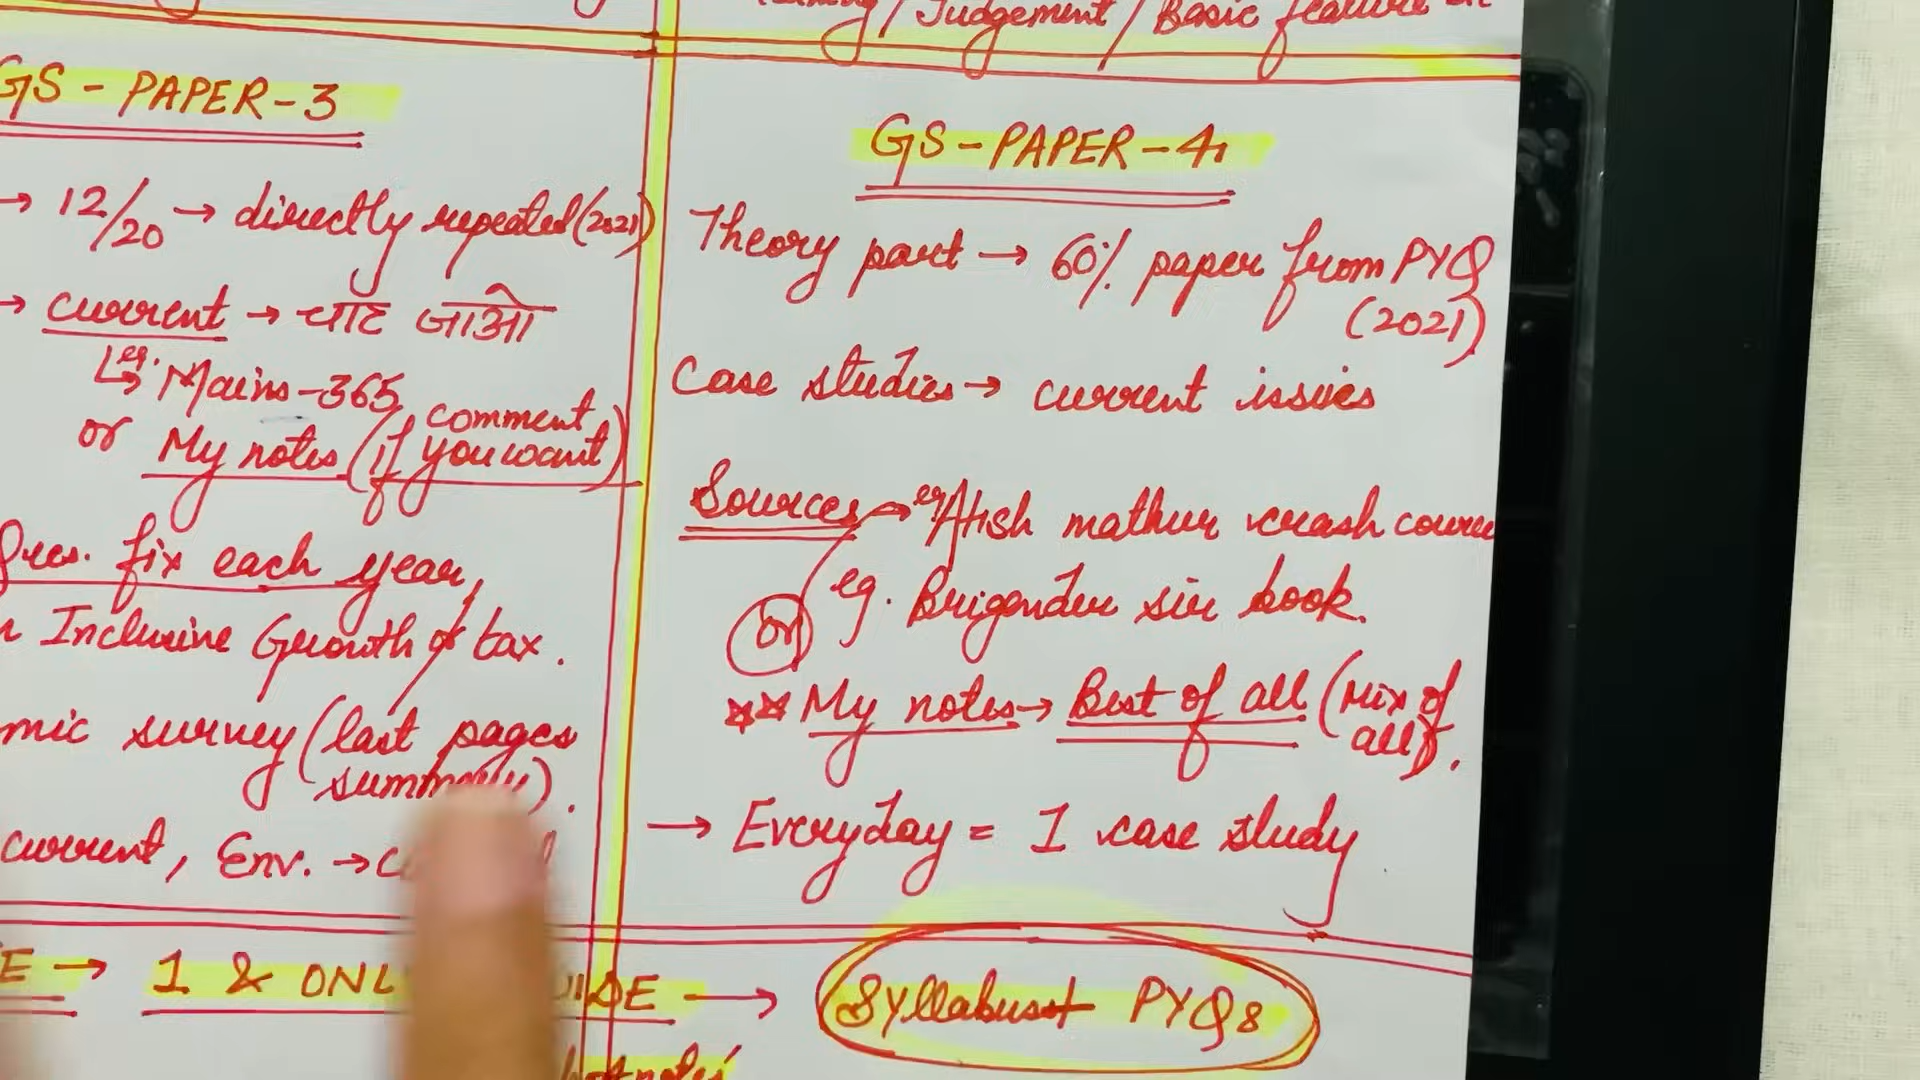 Judgement / Basic feature
GS - PAPER - 3
→ 12/20 → directly repeated (2021)
→ current → चाट जाओ
eg. Mains-365
or My notes (if comment you want)
Ques. fix each year,
Inclusive Growth & tax.
mic survey (last pages
summary).
current, Env. →
GS - PAPER - 4
Theory part → 60% paper from PYQ
(2021)
Case studies → current issues
Sources → eg Atish mathur crash course
or eg. Brigender sir book.
My notes → Best of all (Mix of
all).
→ Everyday = 1 case study
E → 1 & ONL → Syllabus + PYQs